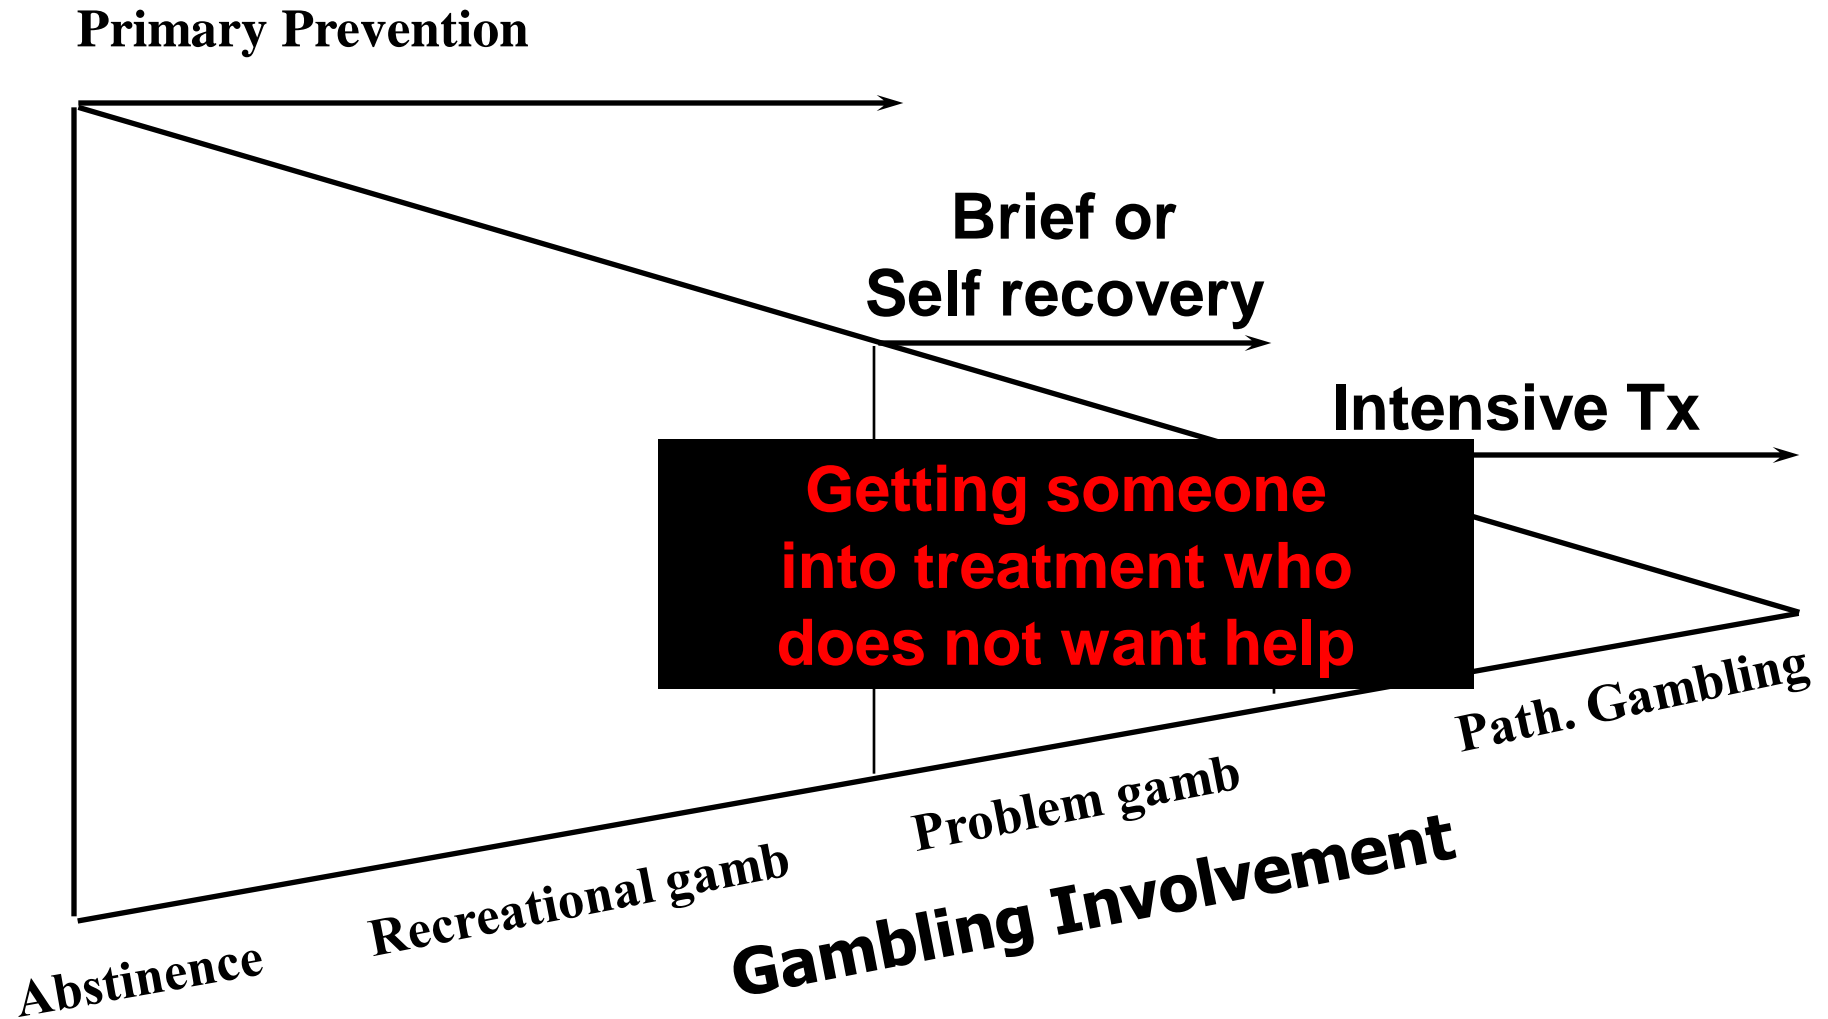 Primary Prevention
Brief or
Self recovery
Intensive Tx
Getting someone
into treatment who
does not want help
Path. Gambling
Problem gamb
Recreational gamb
Abstinence
Gambling Involvement